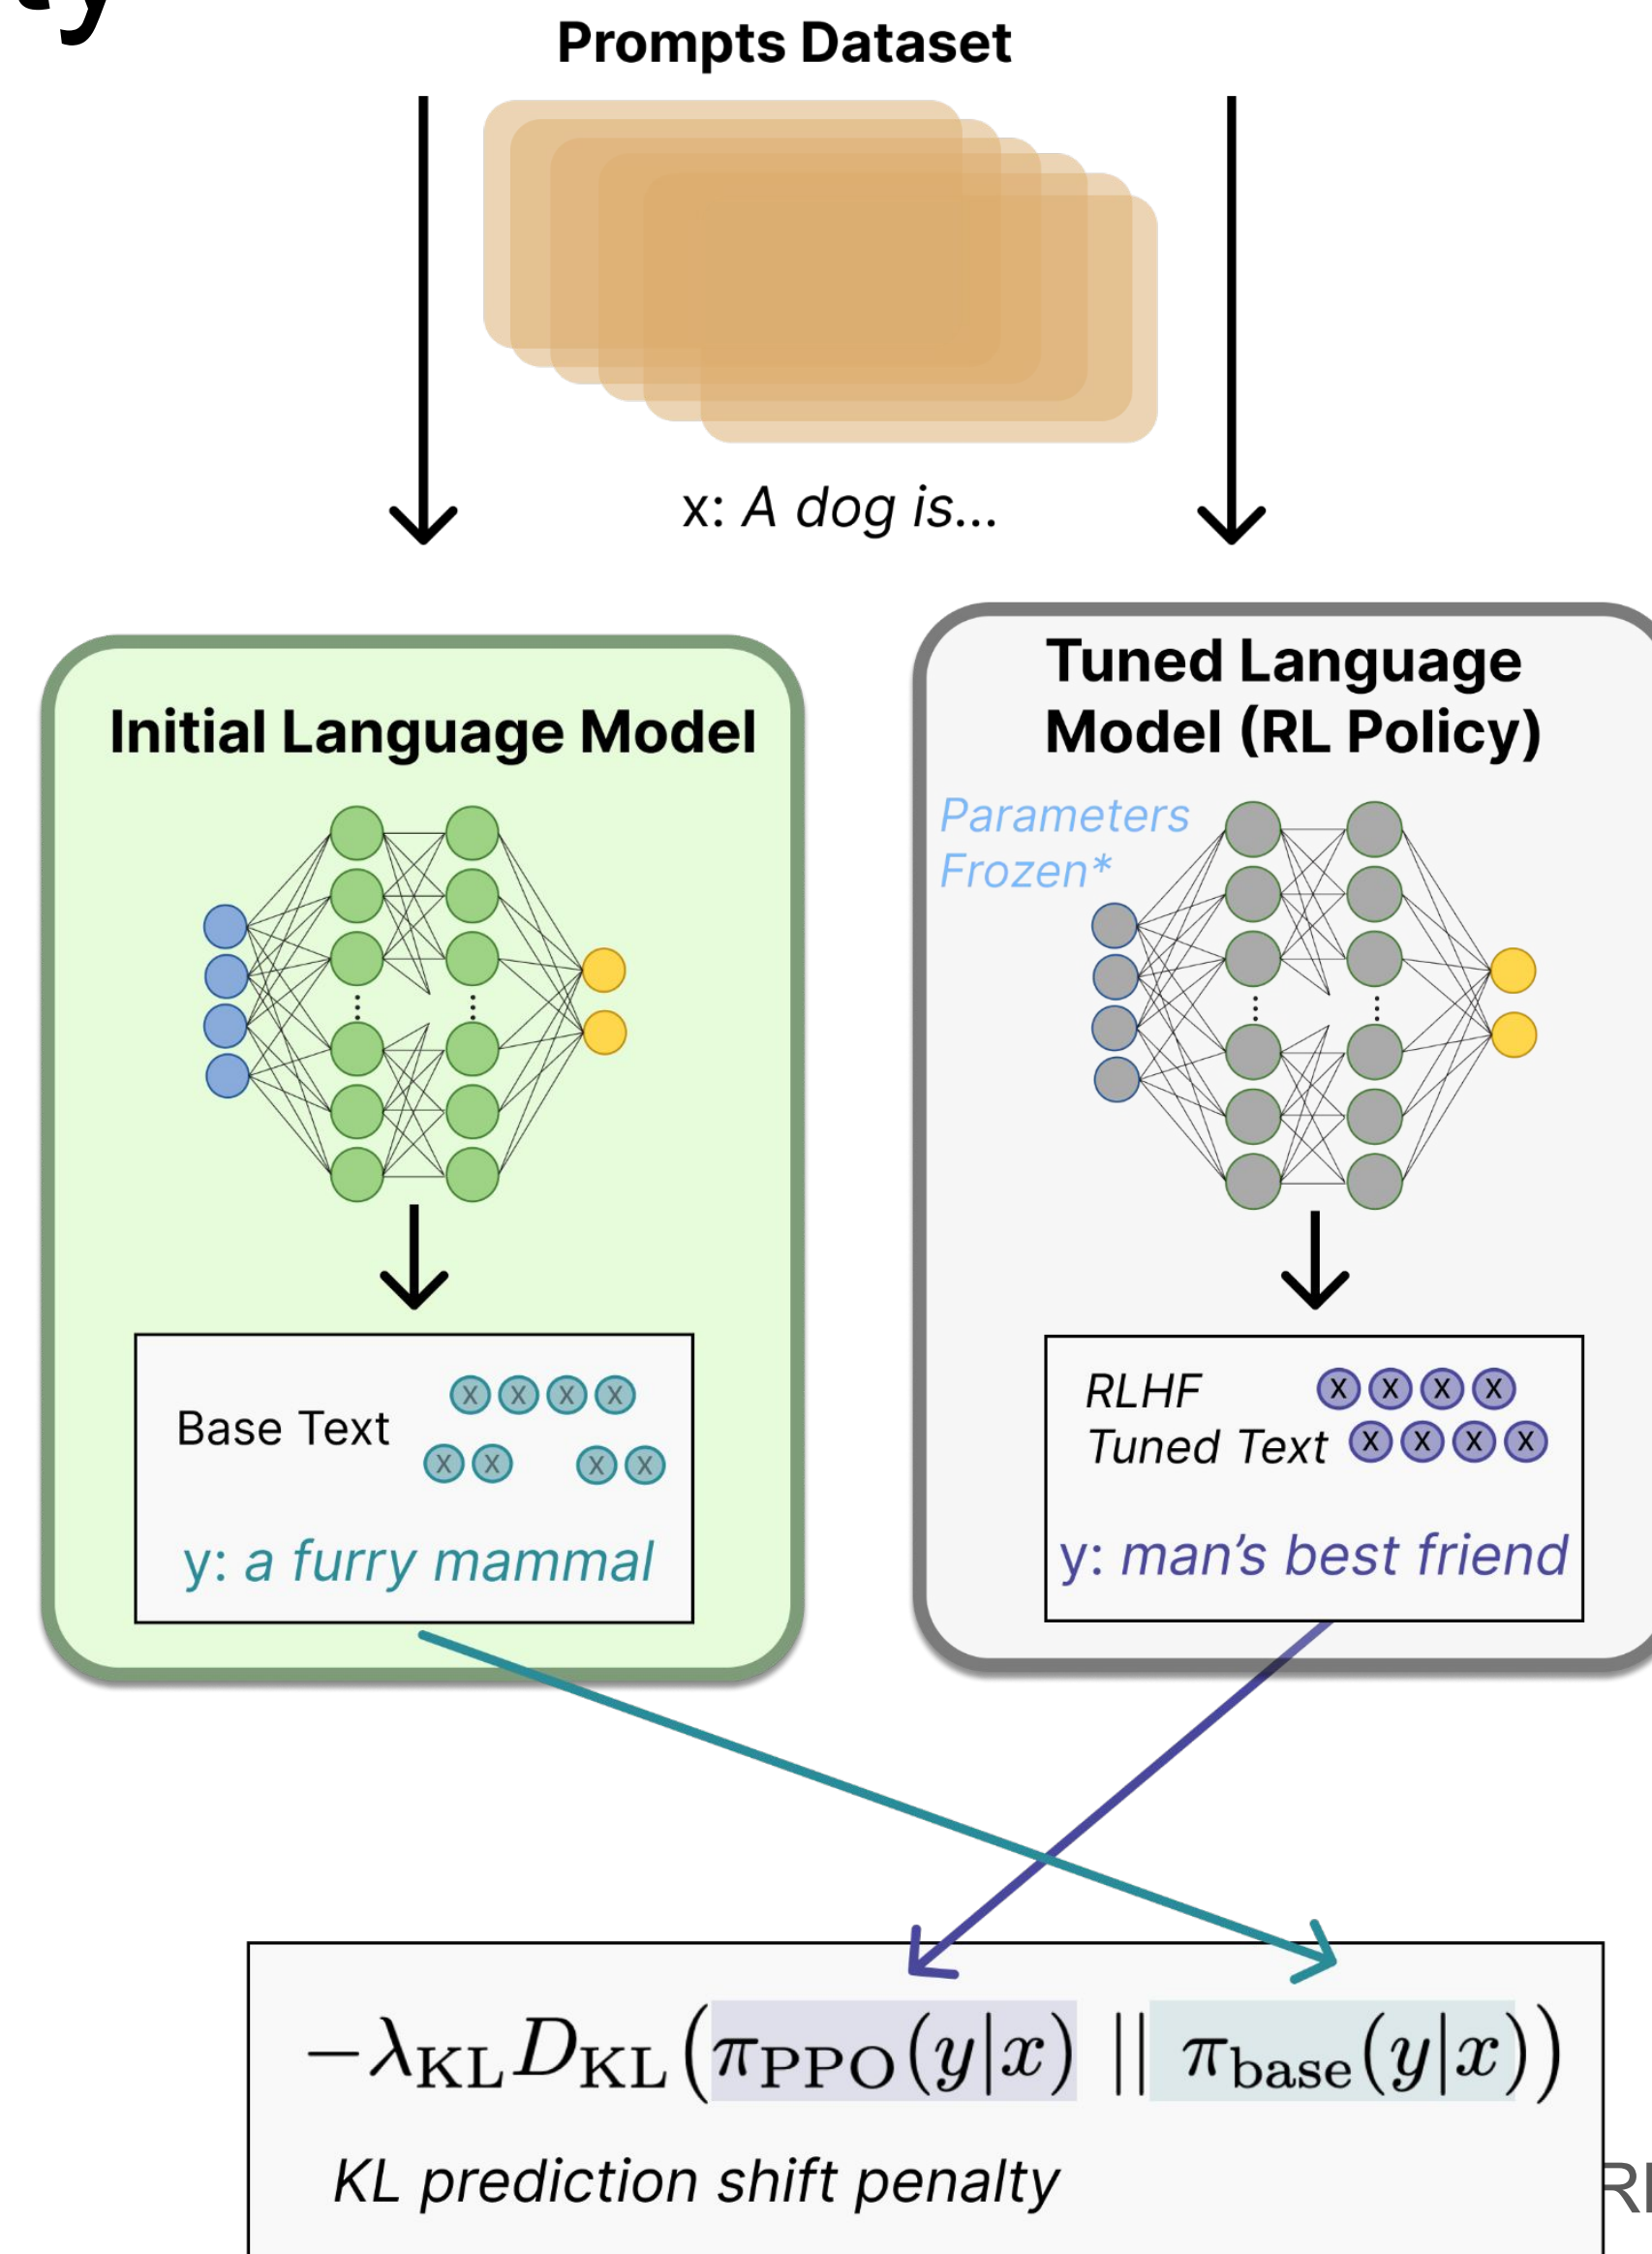 ty
Prompts Dataset
x: A dog is...
Initial Language Model
Base Text
x x x x
x x x x
y: a furry mammal
Tuned Language
Model (RL Policy)
Parameters
Frozen*
RLHF
Tuned Text
x x x x
x x x x
y: man's best friend
−λ_KL D_KL (π_PPO(y|x) || π_base(y|x))
KL prediction shift penalty